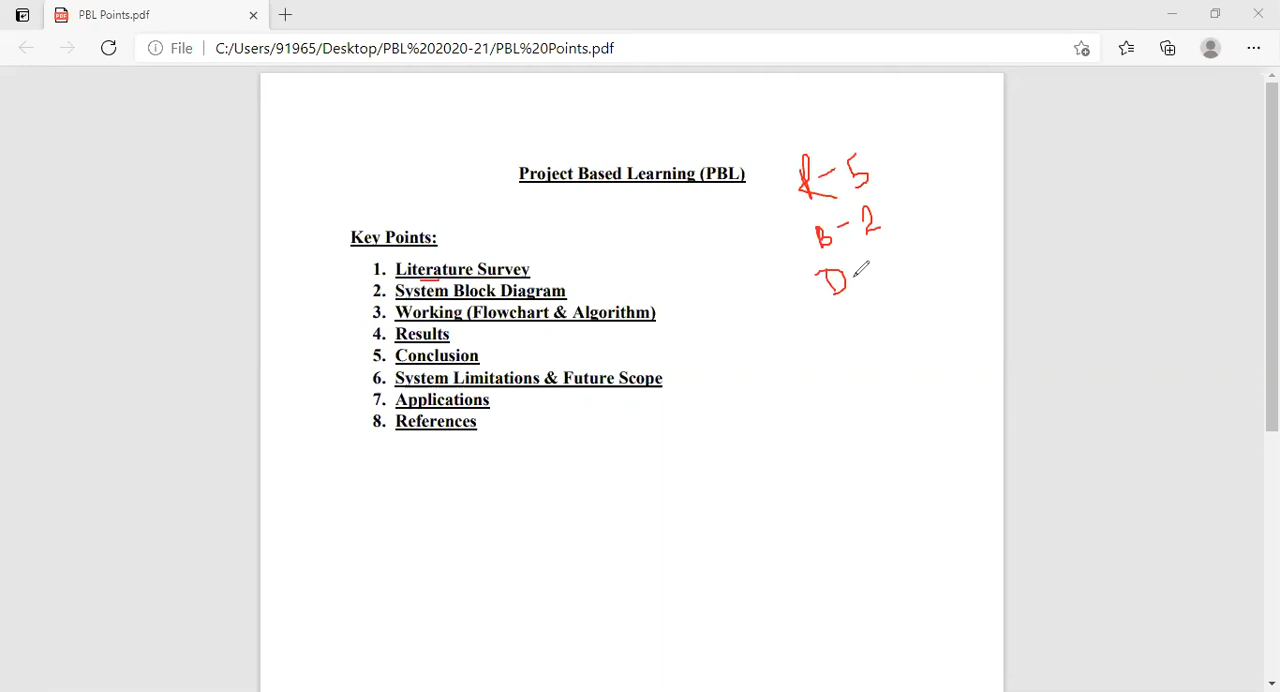 PBL Points.pdf
File C:/Users/91965/Desktop/PBL%202020-21/PBL%20Points.pdf
Project Based Learning (PBL)
R - 5
B - 2
D
Key Points:
1. Literature Survey
2. System Block Diagram
3. Working (Flowchart & Algorithm)
4. Results
5. Conclusion
6. System Limitations & Future Scope
7. Applications
8. References